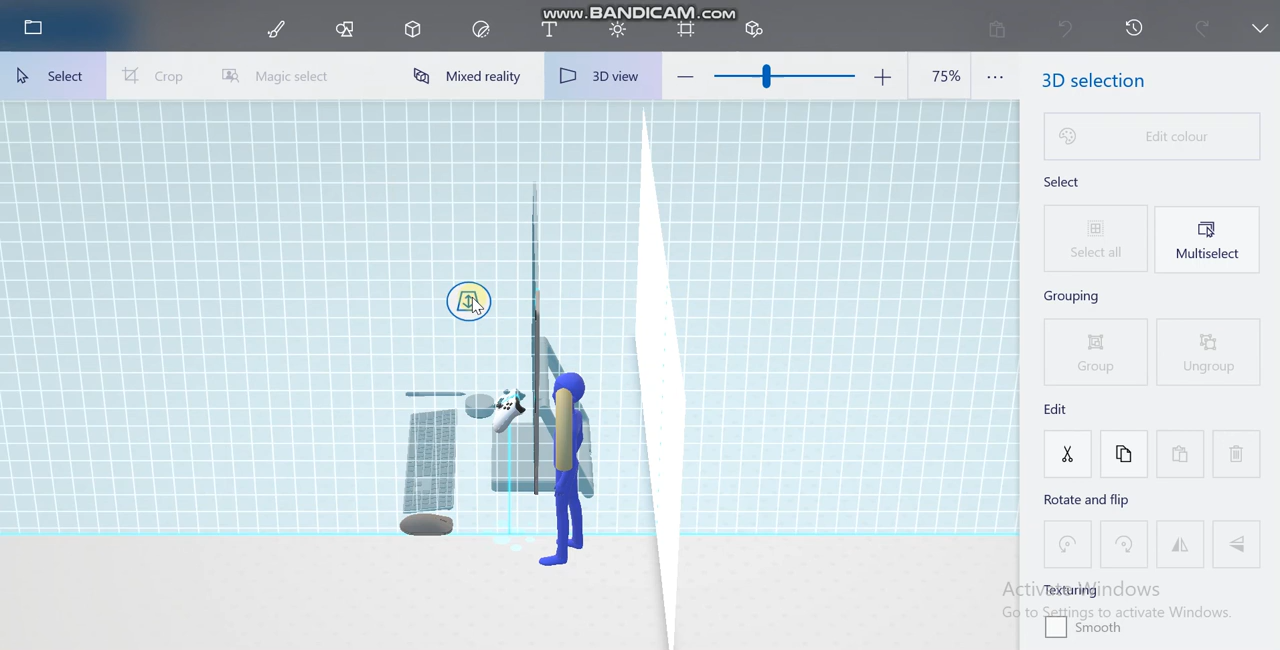 www.BANDICAM.com
Select
Crop
Magic select
Mixed reality
3D view
75%
3D selection
Edit colour
Select
Select all
Multiselect
Grouping
Group
Ungroup
Edit
Rotate and flip
Texturing
Activate Windows
Go to Settings to activate Windows.
Smooth